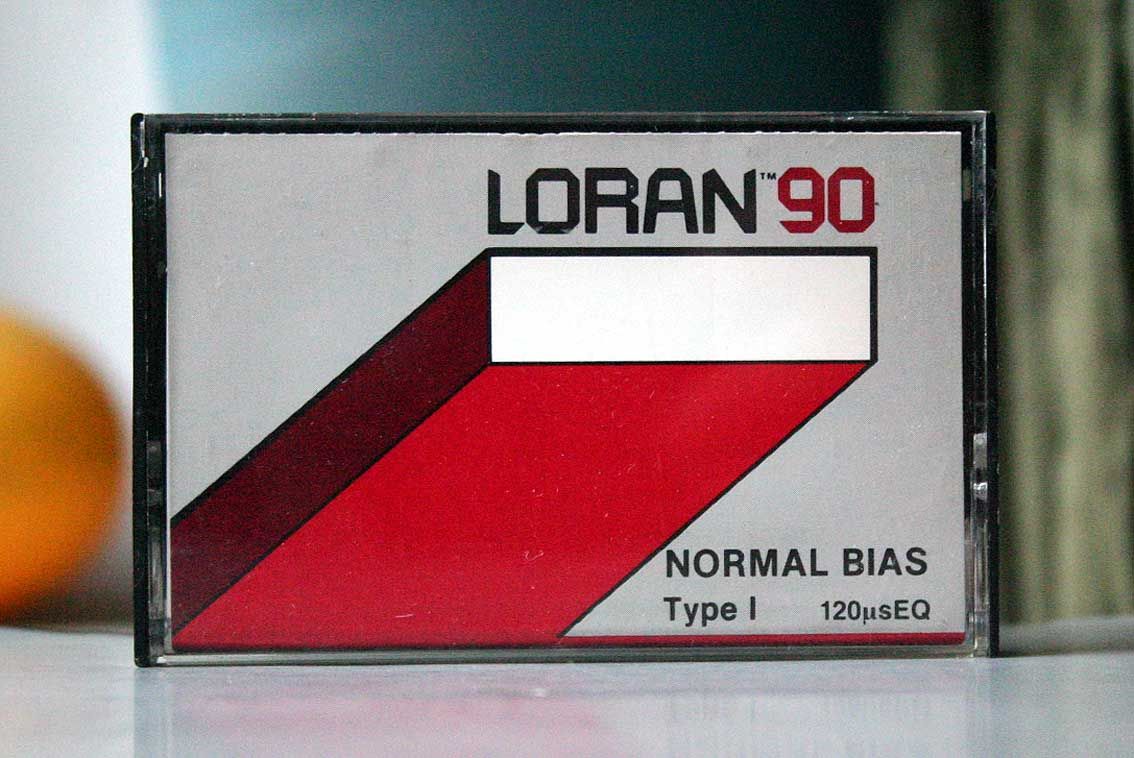 LORAN™90
NORMAL BIAS
Type I 120µsEQ